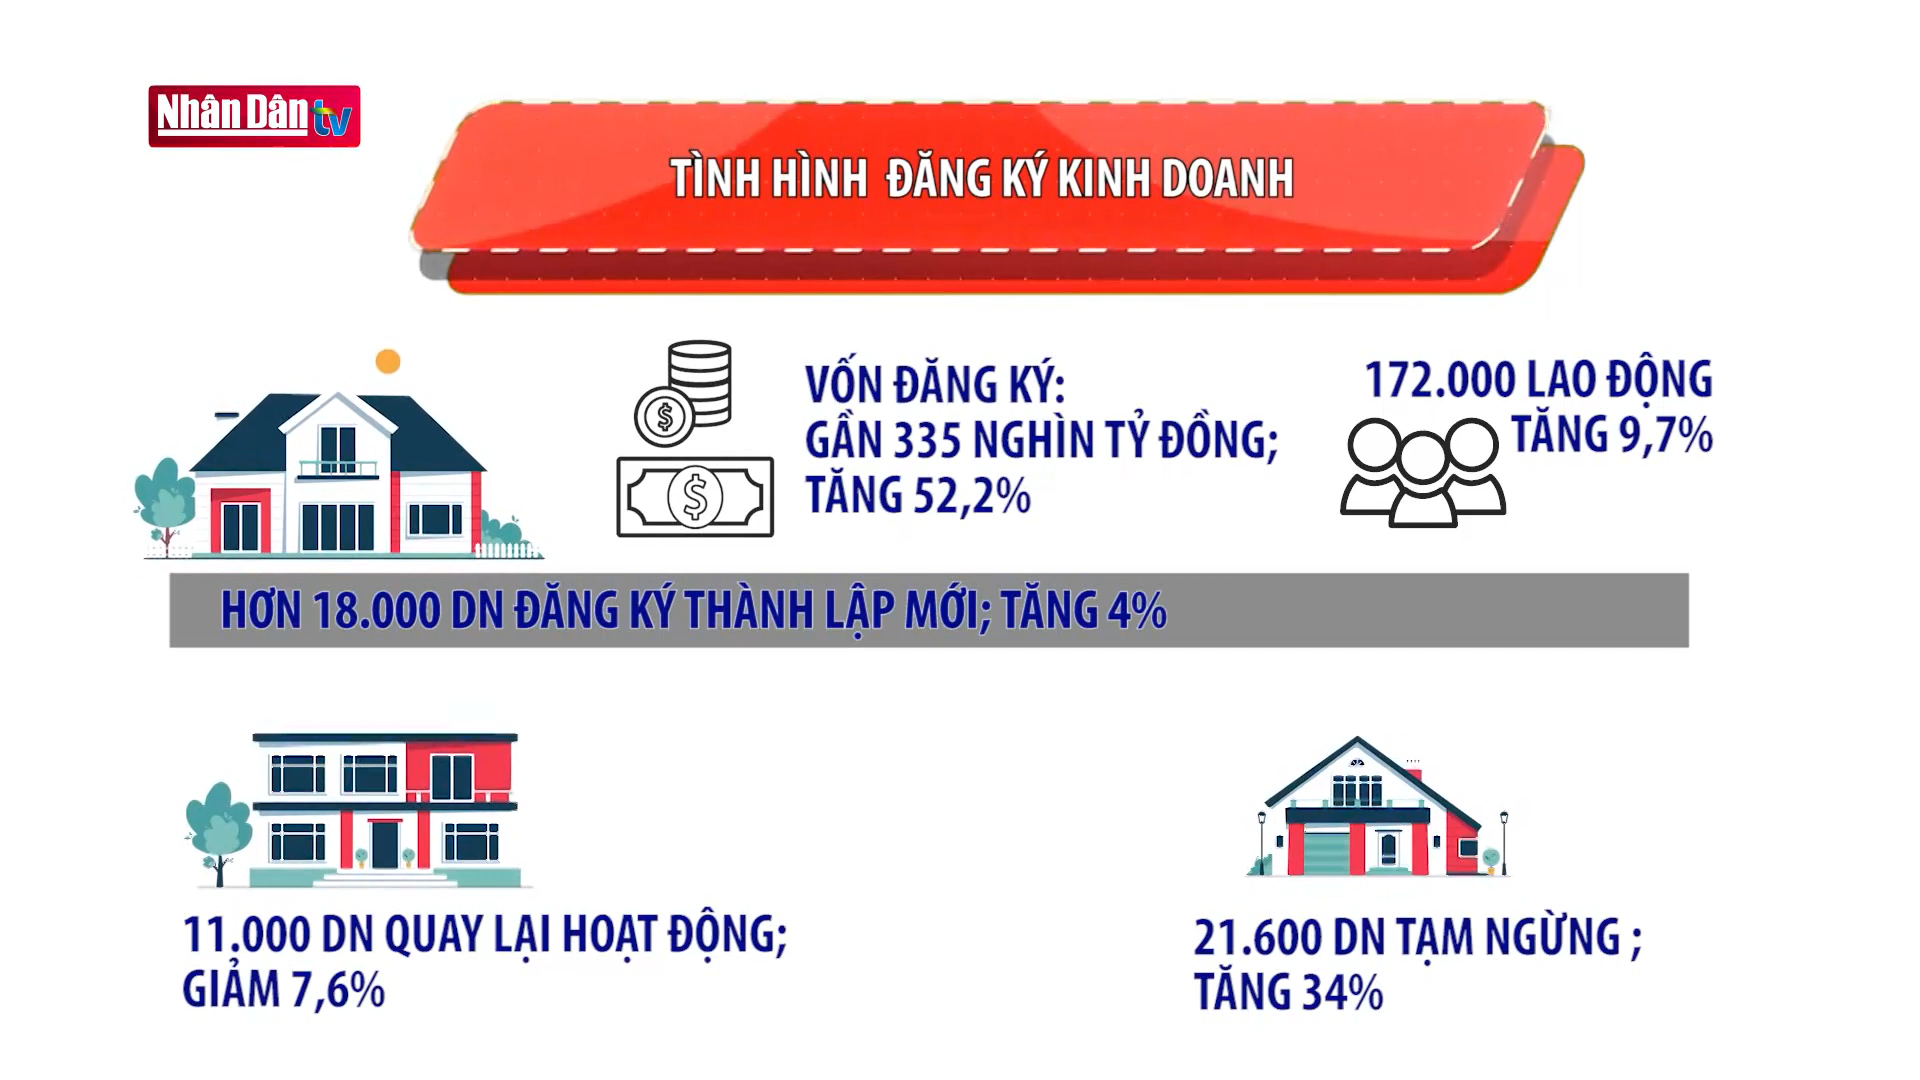 Nhân Dân tv
TÌNH HÌNH ĐĂNG KÝ KINH DOANH
VỐN ĐĂNG KÝ:
GẦN 335 NGHÌN TỶ ĐỒNG;
TĂNG 52,2%
172.000 LAO ĐỘNG
TĂNG 9,7%
HƠN 18.000 DN ĐĂNG KÝ THÀNH LẬP MỚI; TĂNG 4%
11.000 DN QUAY LẠI HOẠT ĐỘNG;
GIẢM 7,6%
21.600 DN TẠM NGỪNG ;
TĂNG 34%